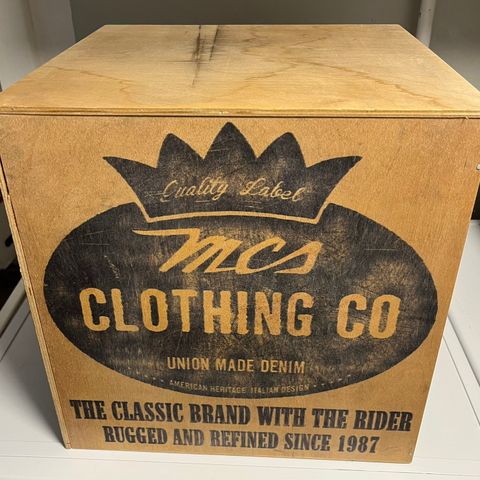 Quality Label
mcs
CLOTHING CO
UNION MADE DENIM
AMERICAN HERITAGE, ITALIAN DESIGN
THE CLASSIC BRAND WITH THE RIDER
RUGGED AND REFINED SINCE 1987